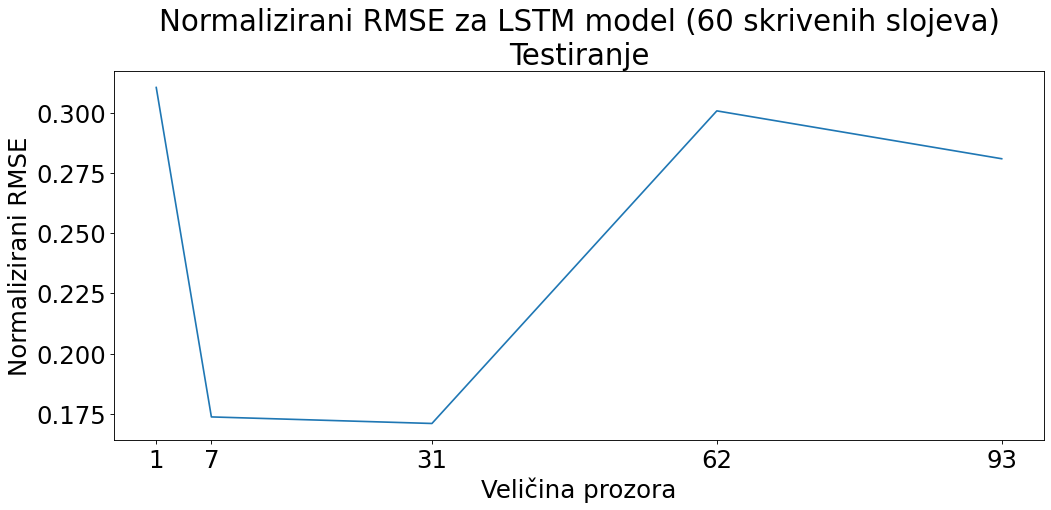 Normalizirani RMSE za LSTM model (60 skrivenih slojeva)
Testiranje
Normalizirani RMSE
0.300
0.275
0.250
0.225
0.200
0.175
1 7 31 62 93
Veličina prozora